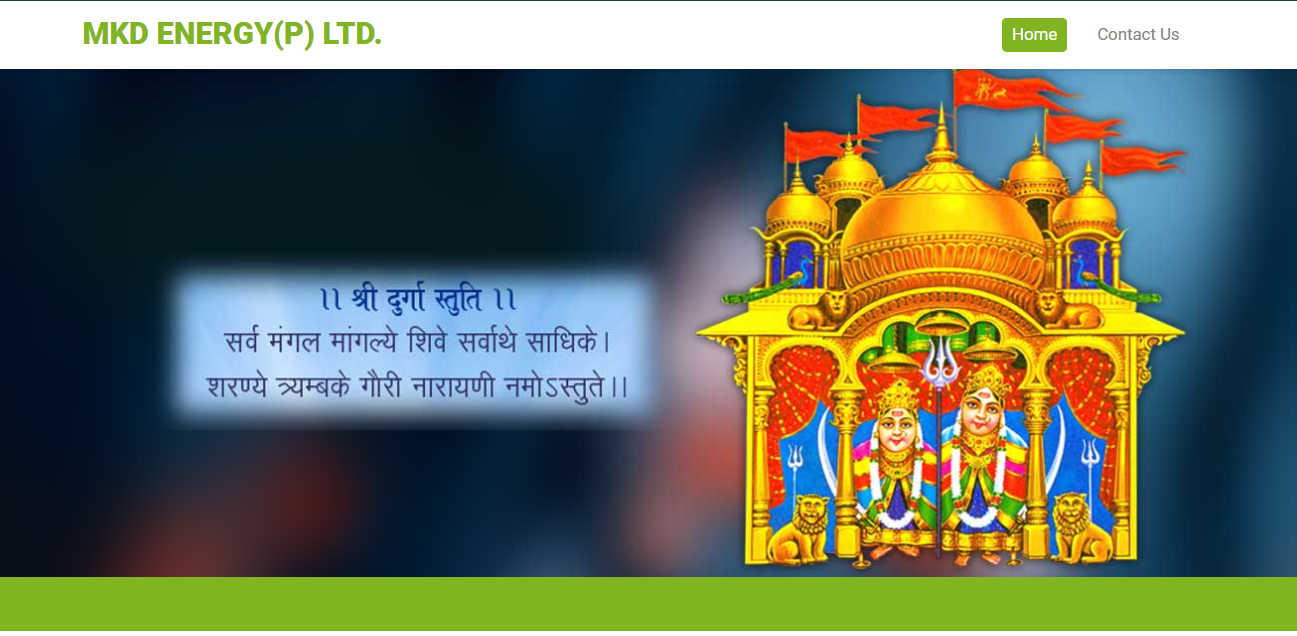 MKD ENERGY(P) LTD.
Home
Contact Us
।। श्री दुर्गा स्तुति ।।
सर्व मंगल मांगल्ये शिवे सर्वाथे साधिके।
शरण्ये त्र्यम्बके गौरी नारायणी नमोऽस्तुते।।